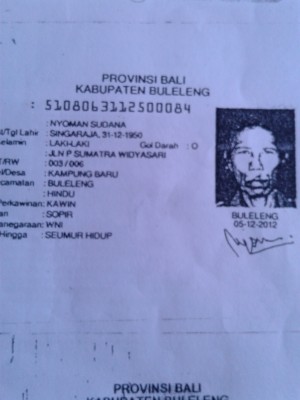 PROVINSI BALI
KABUPATEN BULELENG
: 5108063112500084
: NYOMAN SUDANA
l/Tgl Lahir : SINGARAJA, 31-12-1950
elamin : LAKI-LAKI Gol Darah : O
: JLN P SUMATRA WIDYASARI
T/RW : 003 / 006
l/Desa : KAMPUNG BARU
camatan : BULELENG
: HINDU
Perkawinan: KAWIN
an : SOPIR
anegaraan: WNI
Hingga : SEUMUR HIDUP
BULELENG
05-12-2012
PROVINSI BALI
KABUPATEN BULELENG